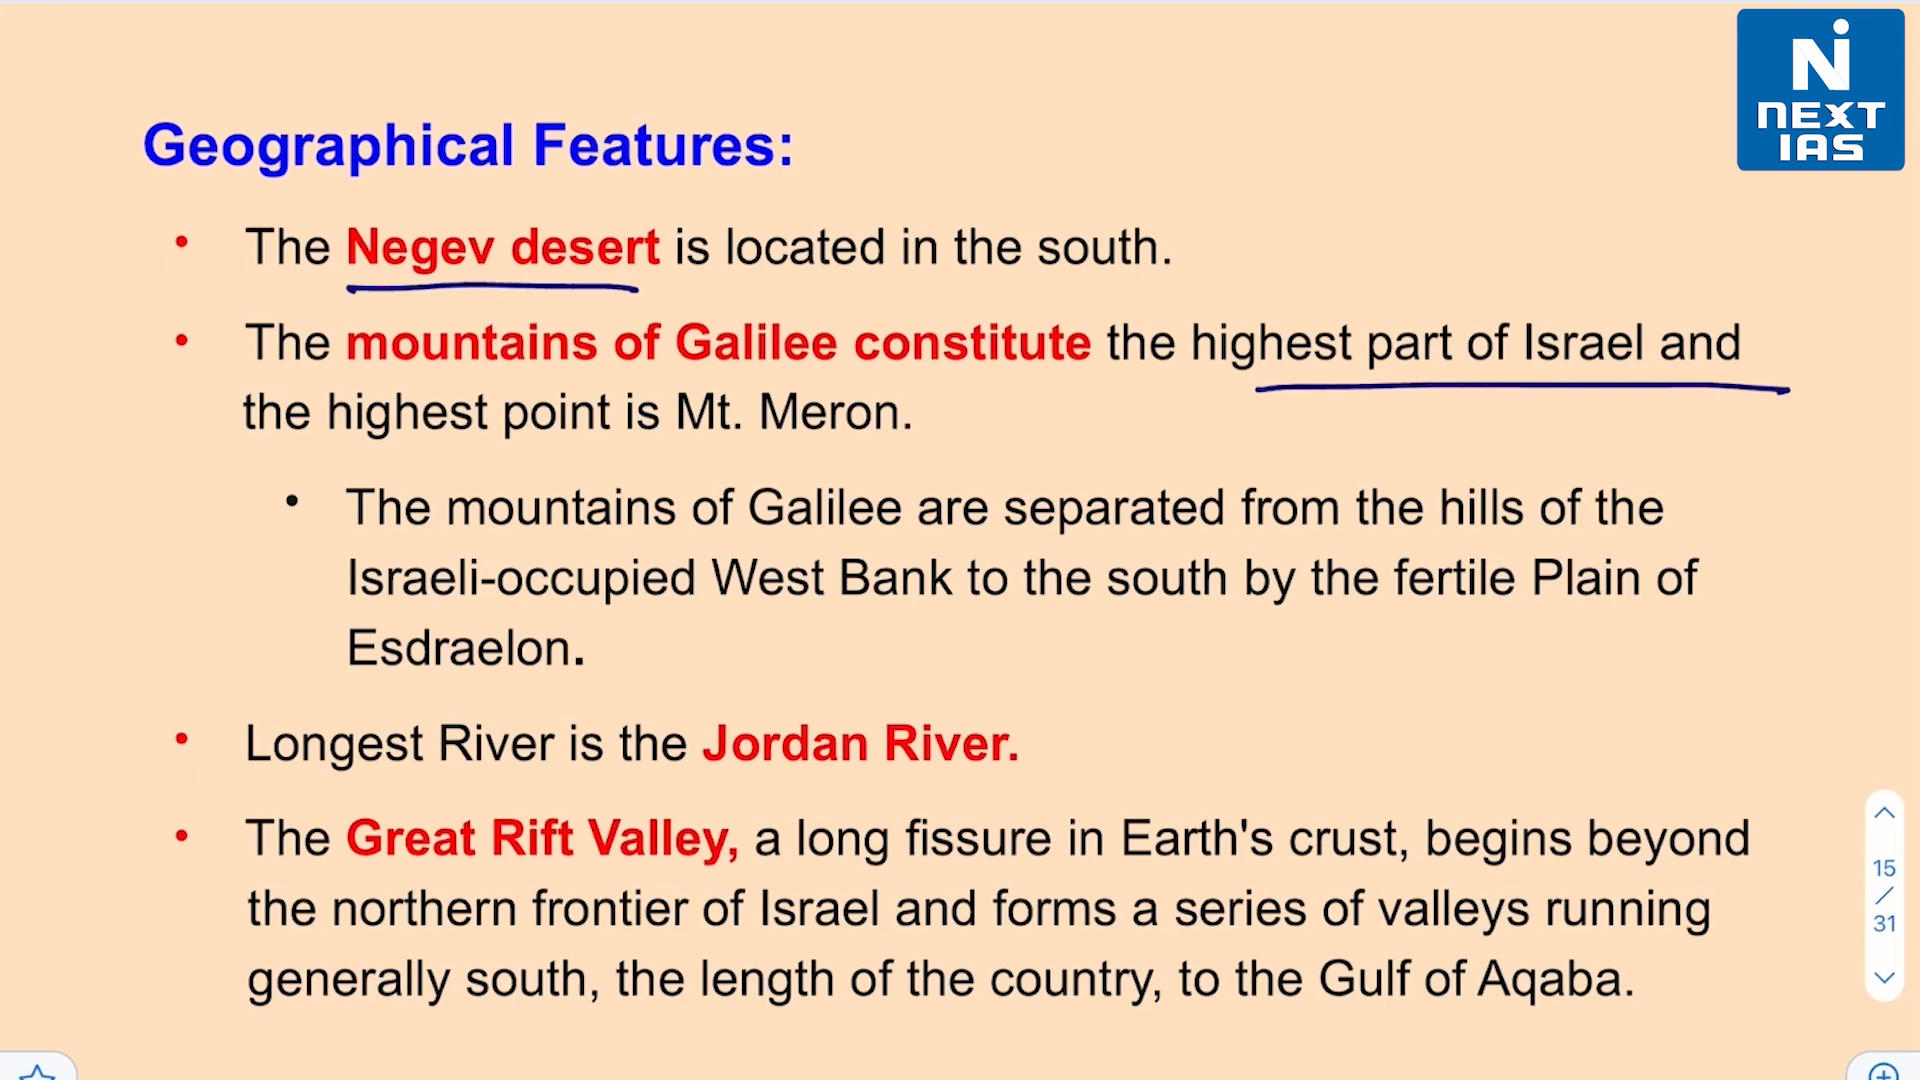 NEXT
IAS
Geographical Features:
• The Negev desert is located in the south.
• The mountains of Galilee constitute the highest part of Israel and
the highest point is Mt. Meron.
• The mountains of Galilee are separated from the hills of the
Israeli-occupied West Bank to the south by the fertile Plain of
Esdraelon.
• Longest River is the Jordan River.
• The Great Rift Valley, a long fissure in Earth's crust, begins beyond
the northern frontier of Israel and forms a series of valleys running
generally south, the length of the country, to the Gulf of Aqaba.
15
/
31